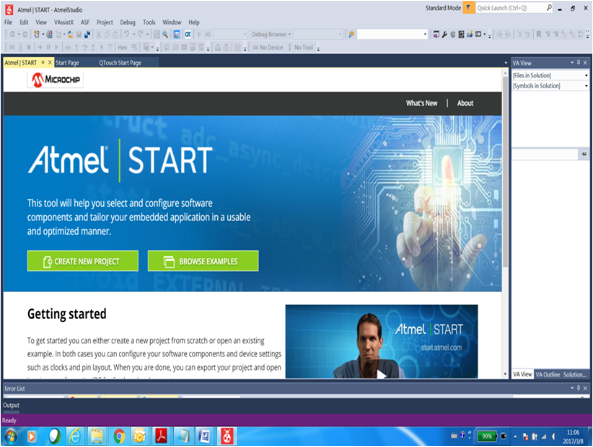 Atmel | START - AtmelStudio
Standard Mode
Quick Launch (Ctrl+Q)
File Edit View VAssistX ASF Project Debug Tools Window Help
Debug Browser
Hex
No Device
No Tool
Atmel | START
Start Page
QTouch Start Page
VA View
[Files in Solution]
[Symbols in Solution]
MICROCHIP
What's New | About
Atmel | START
This tool will help you select and configure software
components and tailor your embedded application in a usable
and optimized manner.
CREATE NEW PROJECT
BROWSE EXAMPLES
Getting started
To get started you can either create a new project from scratch or open an existing
example. In both cases you can configure your software components and device settings
such as clocks and pin layout. When you are done, you can export your project and open
Atmel | START
start.atmel.com
VA View VA Outline Solution...
Error List
Output
Ready
99%
11:06
2017/3/8